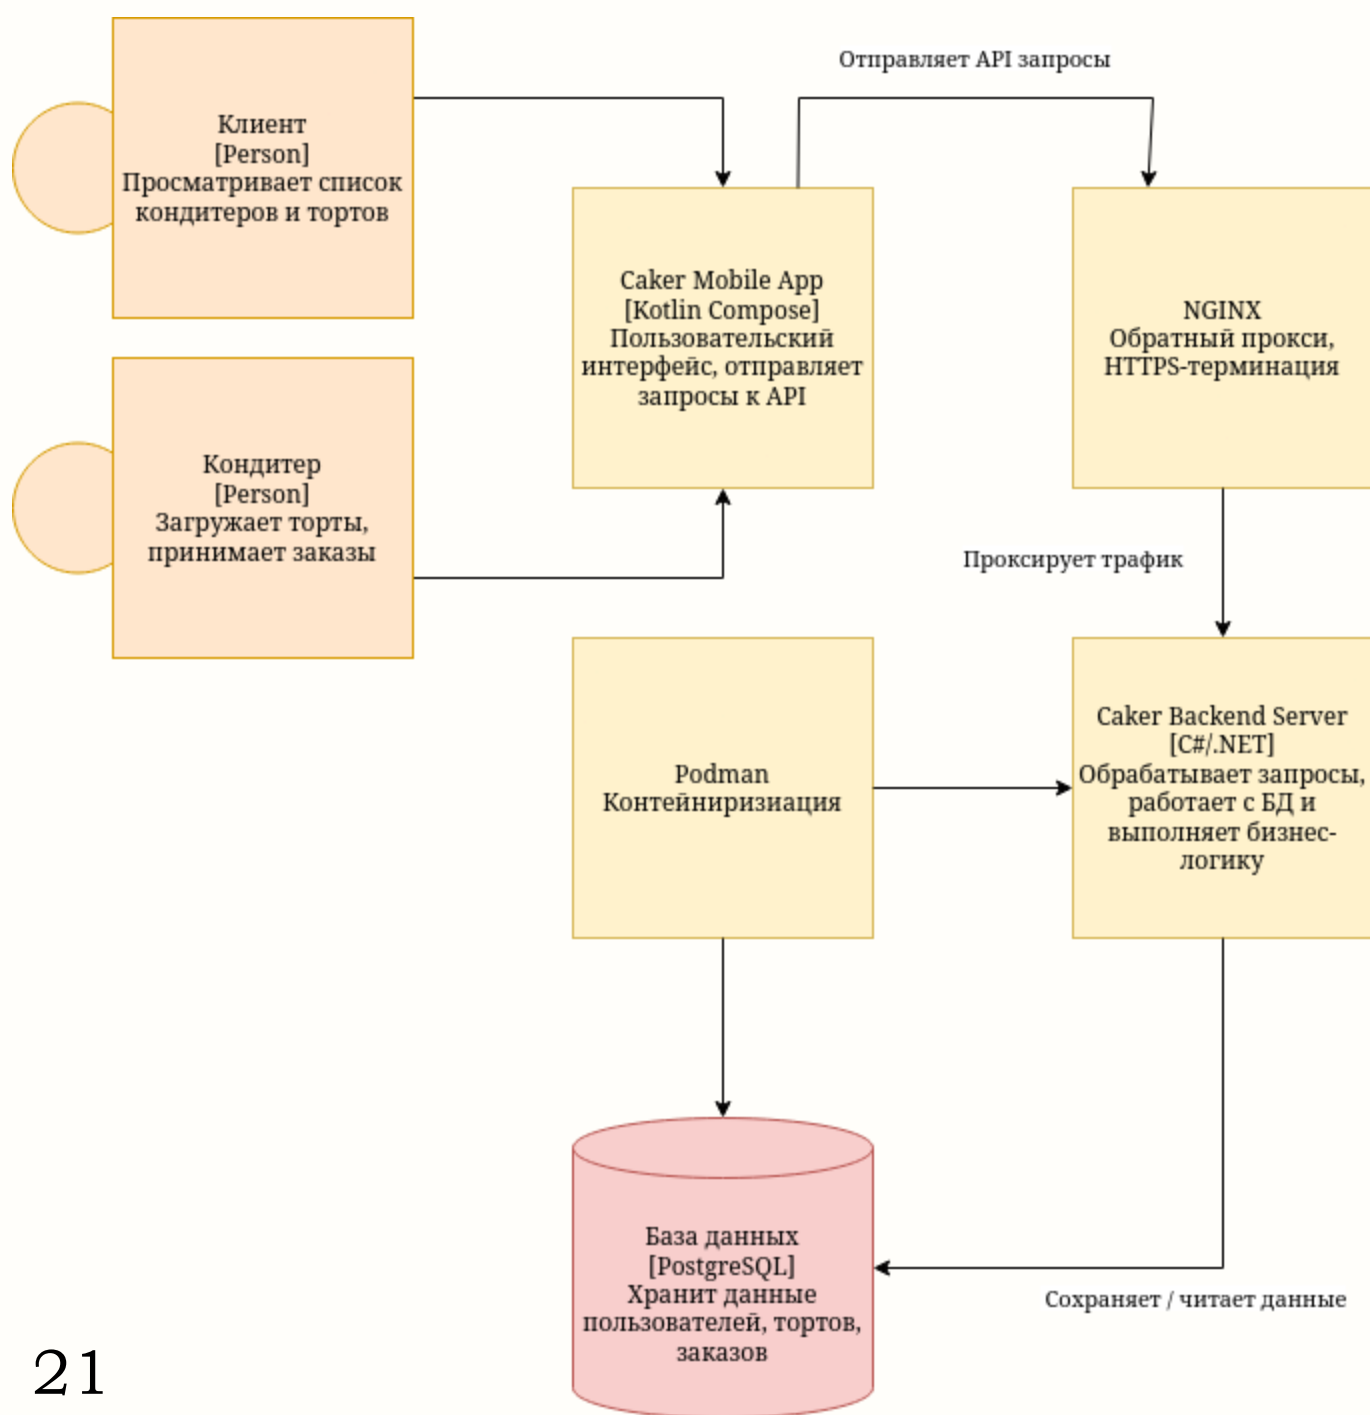 Отправляет API запросы
Клиент
[Person]
Просматривает список
кондитеров и тортов
Caker Mobile App
[Kotlin Compose]
Пользовательский
интерфейс, отправляет
запросы к API
NGINX
Обратный прокси,
HTTPS-терминация
Кондитер
[Person]
Загружает торты,
принимает заказы
Проксирует трафик
Podman
Контейниризиация
Caker Backend Server
[C#/.NET]
Обрабатывает запросы,
работает с БД и
выполняет бизнес-
логику
База данных
[PostgreSQL]
Хранит данные
пользователей, тортов,
заказов
Сохраняет / читает данные
21